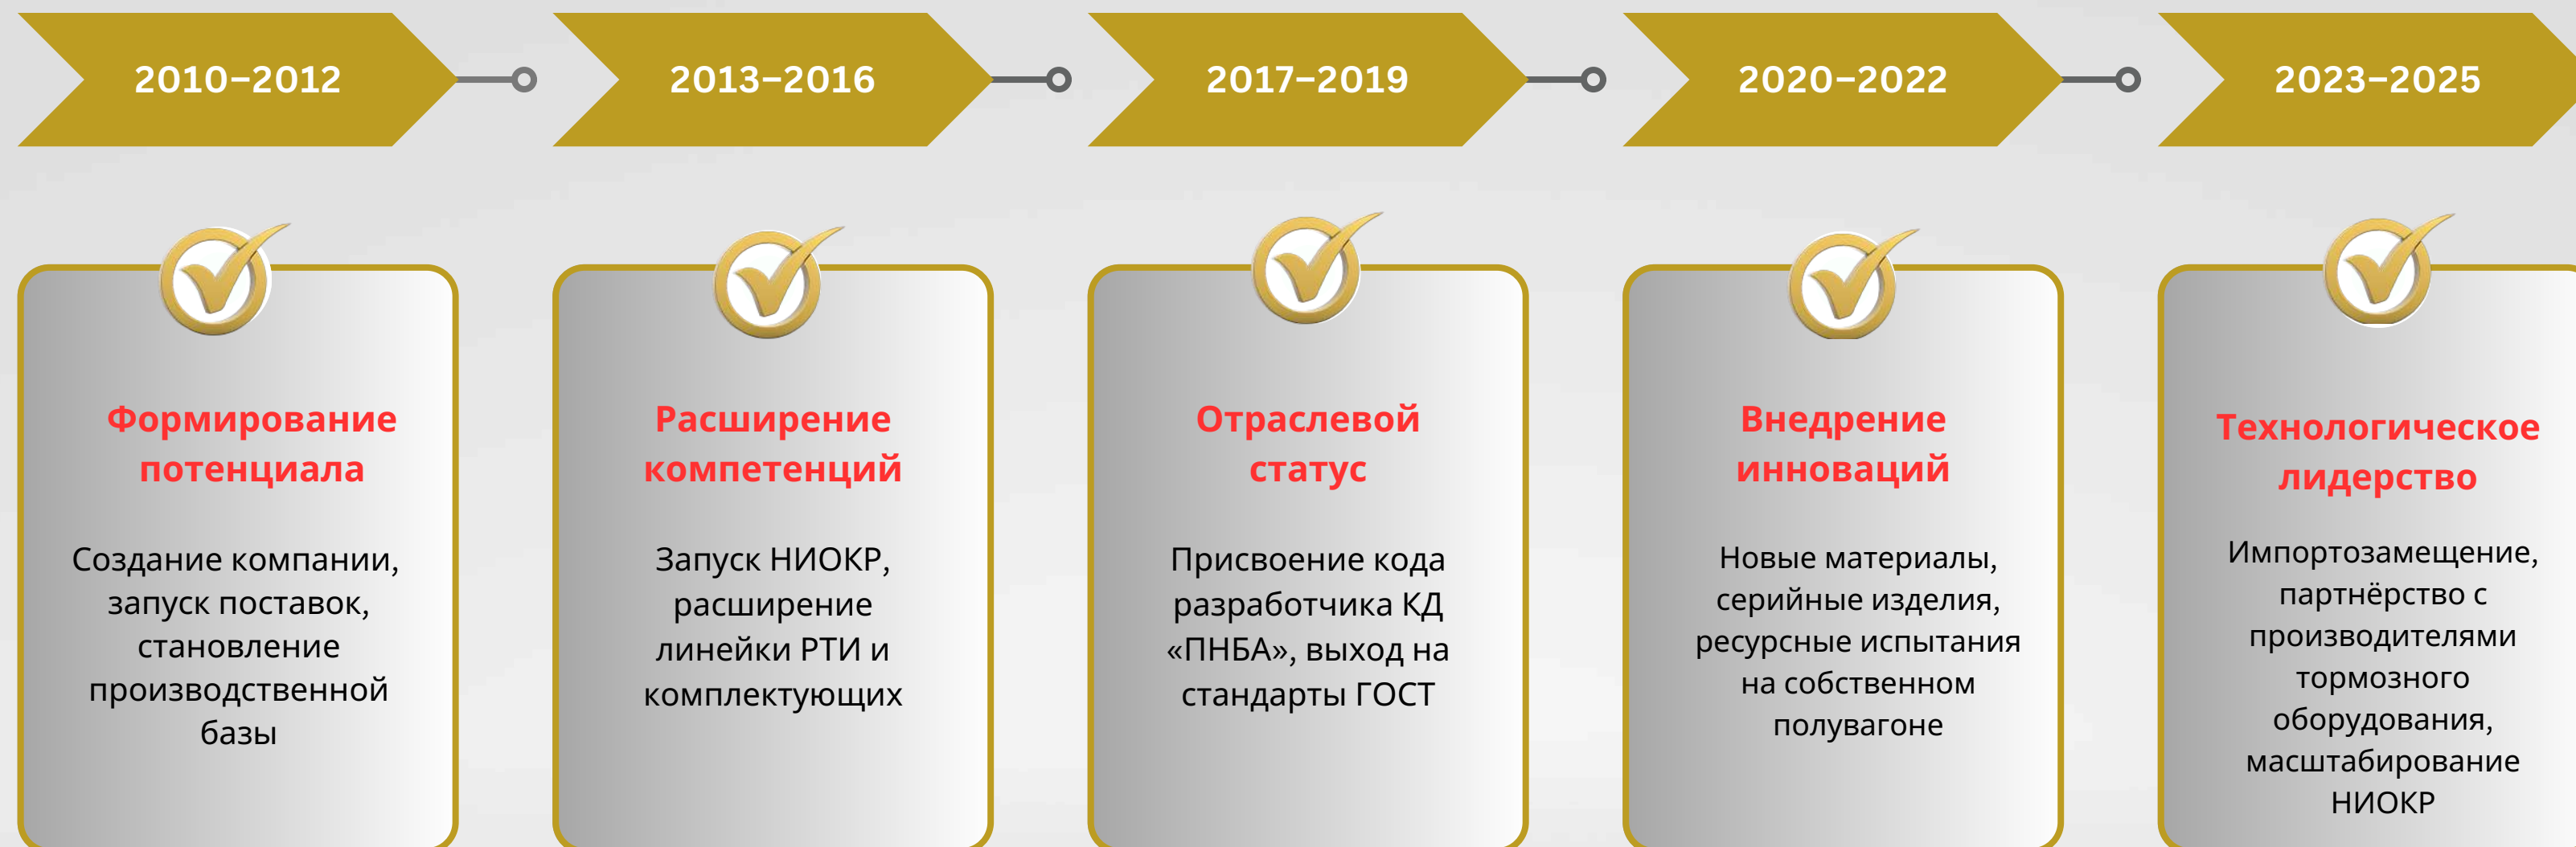 2010–2012
2013–2016
2017–2019
2020–2022
2023–2025
Формирование
потенциала
Создание компании,
запуск поставок,
становление
производственной
базы
Расширение
компетенций
Запуск НИОКР,
расширение
линейки РТИ и
комплектующих
Отраслевой
статус
Присвоение кода
разработчика КД
«ПНБА», выход на
стандарты ГОСТ
Внедрение
инноваций
Новые материалы,
серийные изделия,
ресурсные испытания
на собственном
полувагоне
Технологическое
лидерство
Импортозамещение,
партнёрство с
производителями
тормозного
оборудования,
масштабирование
НИОКР